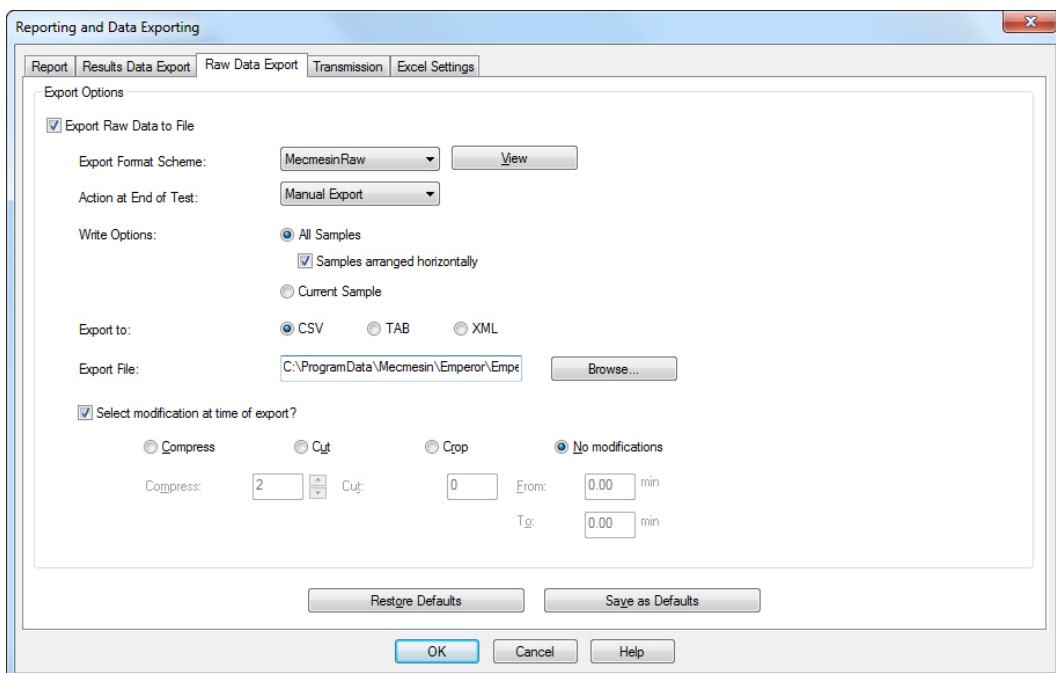 Reporting and Data Exporting
x
Report Results Data Export Raw Data Export Transmission Excel Settings
Export Options
Export Raw Data to File
Export Format Scheme: MecmesinRaw View
Action at End of Test: Manual Export
Write Options: All Samples
Samples arranged horizontally
Current Sample
Export to: CSV TAB XML
Export File: C:\ProgramData\Mecmesin\Emperor\Empe Browse...
Select modification at time of export?
Compress Cut Crop No modifications
Compress: 2 Cut: 0 From: 0.00 min
To: 0.00 min
Restore Defaults Save as Defaults
OK Cancel Help